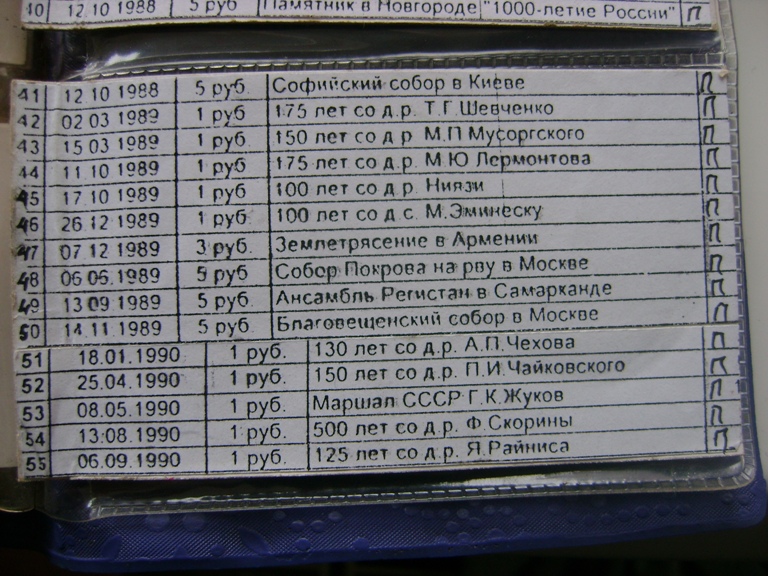 40 12.10.1988 5 руб Памятник в Новгороде "1000-летие России" П
41 12 10 1988 5 руб. Софийский собор в Киеве П
42 02 03 1989 1 руб 175 лет со д.р. Т.Г.Шевченко П
43 15 03 1989 1 руб 150 лет со д р М.П Мусоргского П
44 11.10 1989 1 руб 175 лет со д.р. М.Ю Лермонтова П
45 17.10 1989 1 руб 100 лет со д.р. Ниязи П
46 26 12 1989 1 руб 100 лет со д с. М.Эминеску П
47 07.12 1989 3 руб. Землетрясение в Армении П
48 06 06.1989 5 руб Собор Покрова на рву в Москве П
49 13 09 1989 5 руб. Ансамбль Регистан в Самарканде П
50 14.11 1989 5 руб. Благовещенский собор в Москве П
51 18.01.1990 1 руб. 130 лет со д.р. А.П.Чехова П
52 25.04.1990 1 руб. 150 лет со д.р. П.И.Чайковского П
53 08.05.1990 1 руб. Маршал СССР Г.К.Жуков П
54 13.08.1990 1 руб. 500 лет со д.р. Ф.Скорины П
55 06.09.1990 1 руб. 125 лет со д.р. Я.Райниса П